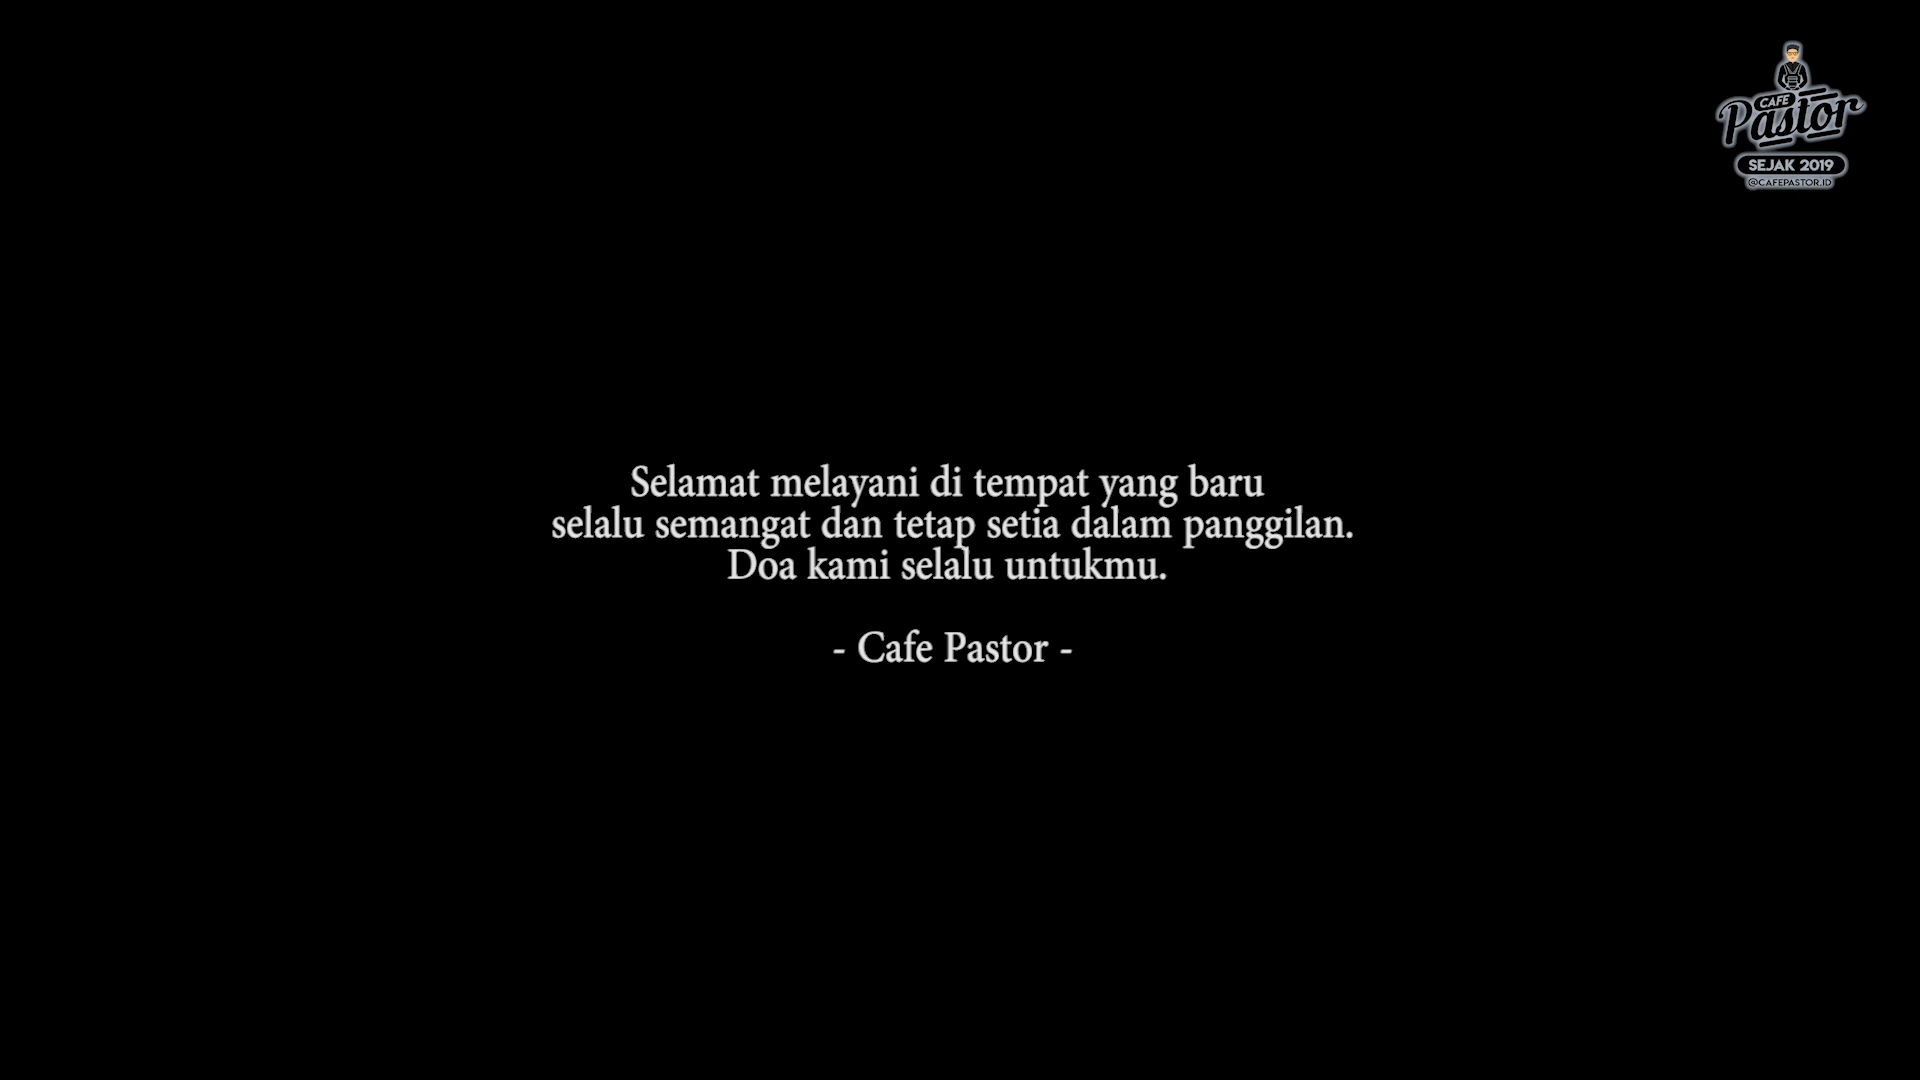 CAFE
Pastor
SEJAK 2019
@CAFEPASTOR.ID
Selamat melayani di tempat yang baru
selalu semangat dan tetap setia dalam panggilan.
Doa kami selalu untukmu.
- Cafe Pastor -